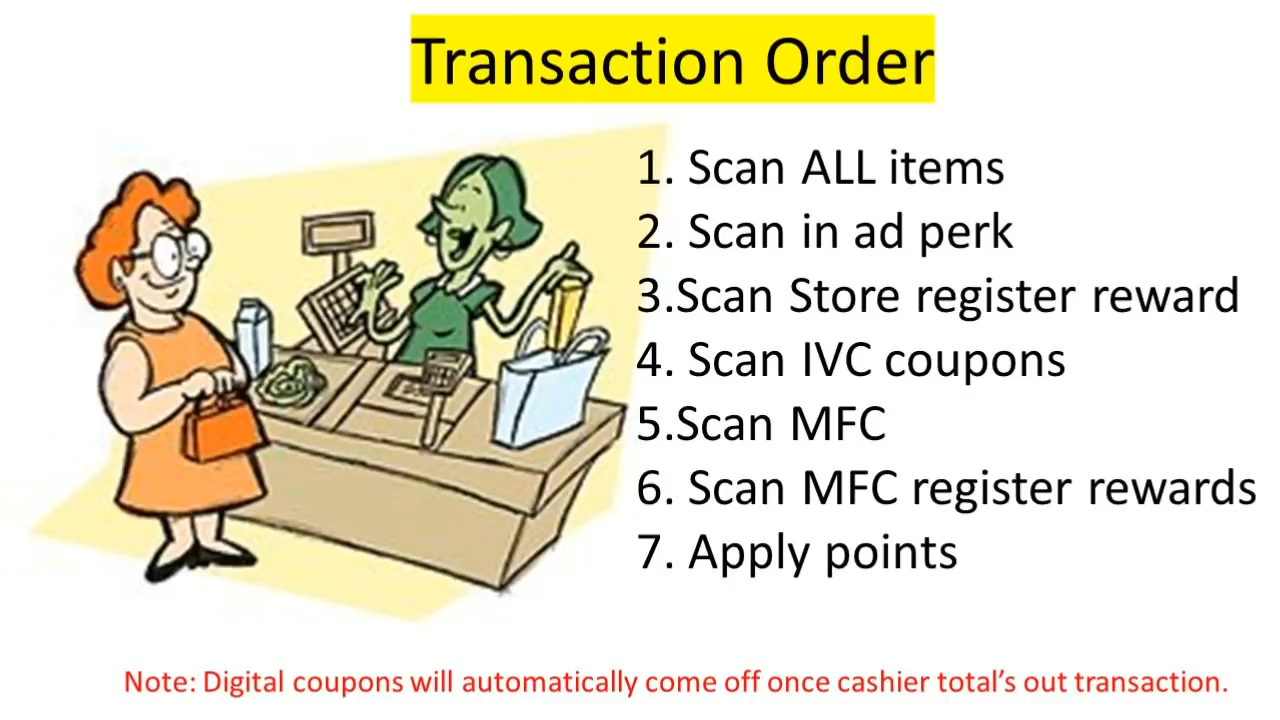 Transaction Order
1. Scan ALL items
2. Scan in ad perk
3.Scan Store register reward
4. Scan IVC coupons
5.Scan MFC
6. Scan MFC register rewards
7. Apply points
Note: Digital coupons will automatically come off once cashier total’s out transaction.